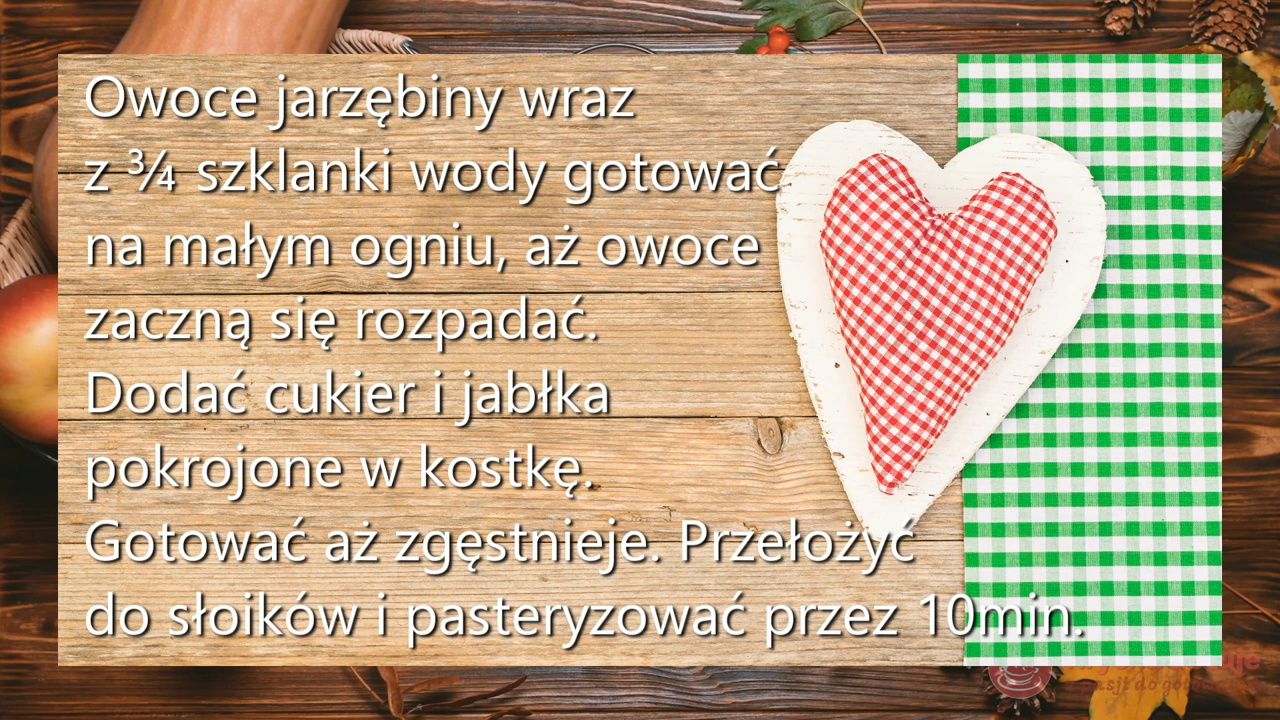 Owoce jarzębiny wraz
z ¾ szklanki wody gotować
na małym ogniu, aż owoce
zaczną się rozpadać.
Dodać cukier i jabłka
pokrojone w kostkę.
Gotować aż zgęstnieje. Przełożyć
do słoików i pasteryzować przez 10min.